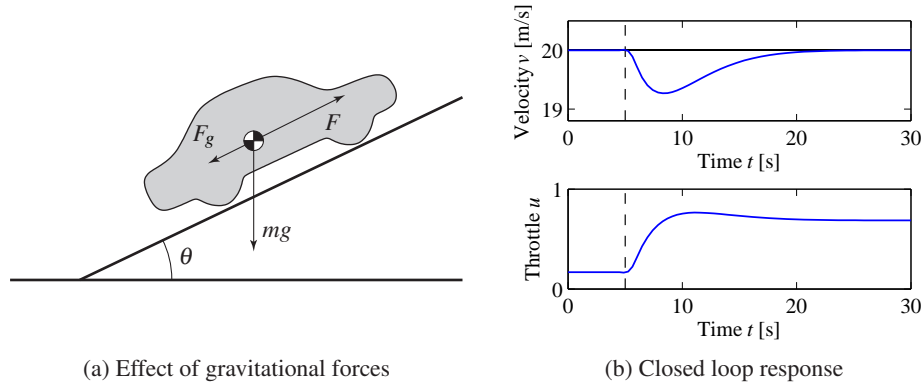 F_g
F
mg
θ
(a) Effect of gravitational forces
Velocity v [m/s]
20
19
0 10 20 30
Time t [s]
Throttle u
1
0
0 10 20 30
Time t [s]
(b) Closed loop response